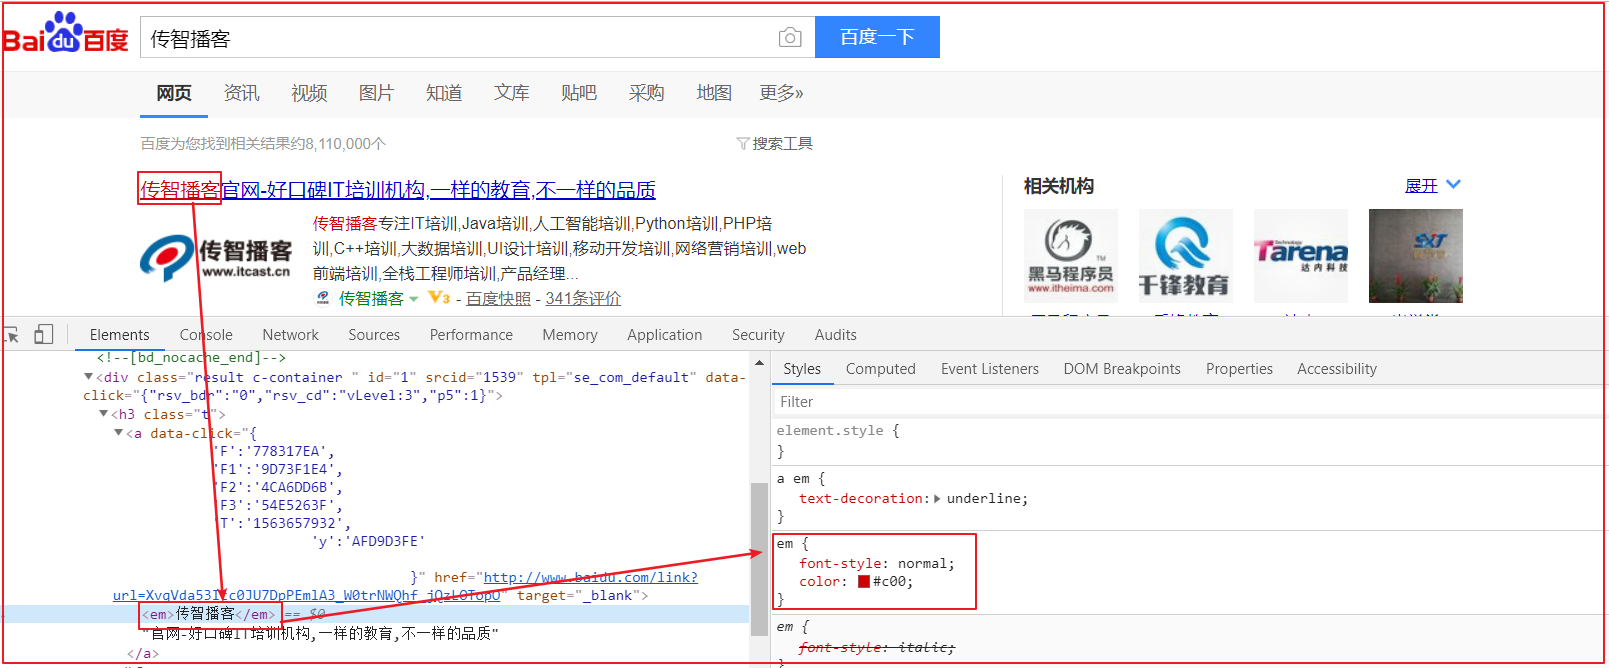 Bai du 百度
传智播客
百度一下
网页 资讯 视频 图片 知道 文库 贴吧 采购 地图 更多»
百度为您找到相关结果约8,110,000个
搜索工具
传智播客官网-好口碑IT培训机构,一样的教育,不一样的品质
传智播客
www.itcast.cn
传智播客专注IT培训,Java培训,人工智能培训,Python培训,PHP培
训,C++培训,大数据培训,UI设计培训,移动开发培训,网络营销培训,web
前端培训,全栈工程师培训,产品经理...
传智播客 V3 - 百度快照 - 341条评价
相关机构
展开
黑马程序员
TM
www.itheima.com
千锋教育
Technology
Tarena
达内科技
SXT
Elements Console Network Sources Performance Memory Application Security Audits
<!--[bd_nocache_end]-->
<div class="result c-container " id="1" srcid="1539" tpl="se_com_default" data-
click="{"rsv_bdr":"0","rsv_cd":"vLevel:3","p5":1}">
<h3 class="t">
<a data-click="{
'F':'778317EA',
'F1':'9D73F1E4',
'F2':'4CA6DD6B',
'F3':'54E5263F',
'T':'1563657932',
'y':'AFD9D3FE'
}" href="http://www.baidu.com/link?
target="_blank">
<em>传智播客</em> == $0
"官网-好口碑IT培训机构,一样的教育,不一样的品质"
</a>
Styles Computed Event Listeners DOM Breakpoints Properties Accessibility
Filter
element.style {
}
a em {
text-decoration: underline;
}
em {
font-style: normal;
color: #c00;
}
em {
font-style: italic;
}